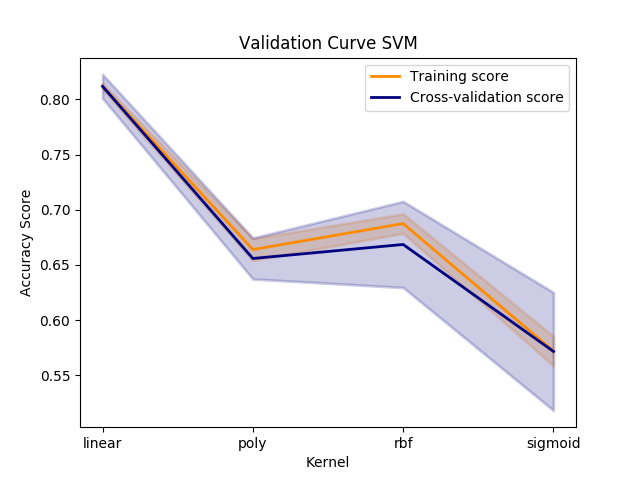 Validation Curve SVM
Training score
Cross-validation score
Accuracy Score
0.80
0.75
0.70
0.65
0.60
0.55
linear poly rbf sigmoid
Kernel